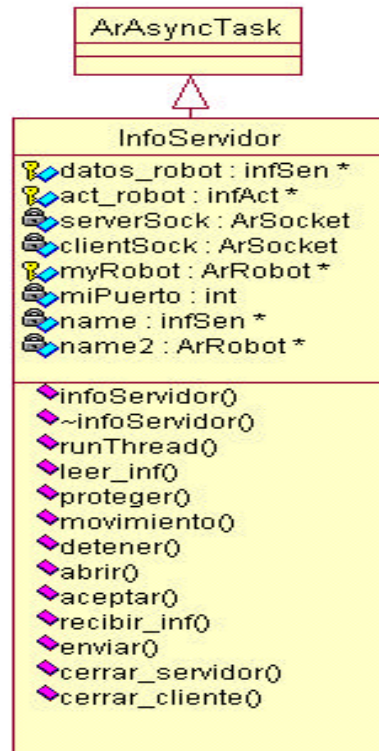 ArAsyncTask
InfoServidor
datos_robot : infSen *
act_robot : infAct *
serverSock : ArSocket
clientSock : ArSocket
myRobot : ArRobot *
miPuerto : int
name : infSen *
name2 : ArRobot *
infoServidor()
~infoServidor()
runThread()
leer_inf()
proteger()
movimiento()
detener()
abrir()
aceptar()
recibir_inf()
enviar()
cerrar_servidor()
cerrar_cliente()